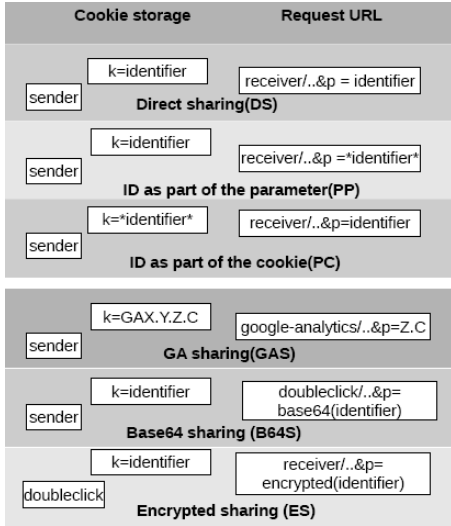 Cookie storage Request URL
k=identifier
receiver/..&p = identifier
sender
Direct sharing(DS)
k=identifier
receiver/..&p =*identifier*
sender
ID as part of the parameter(PP)
k=*identifier*
receiver/..&p=identifier
sender
ID as part of the cookie(PC)
k=GAX.Y.Z.C
google-analytics/..&p=Z.C
sender
GA sharing(GAS)
k=identifier
doubleclick/..&p=
base64(identifier)
sender
Base64 sharing (B64S)
k=identifier
receiver/..&p=
encrypted(identifier)
doubleclick
Encrypted sharing (ES)